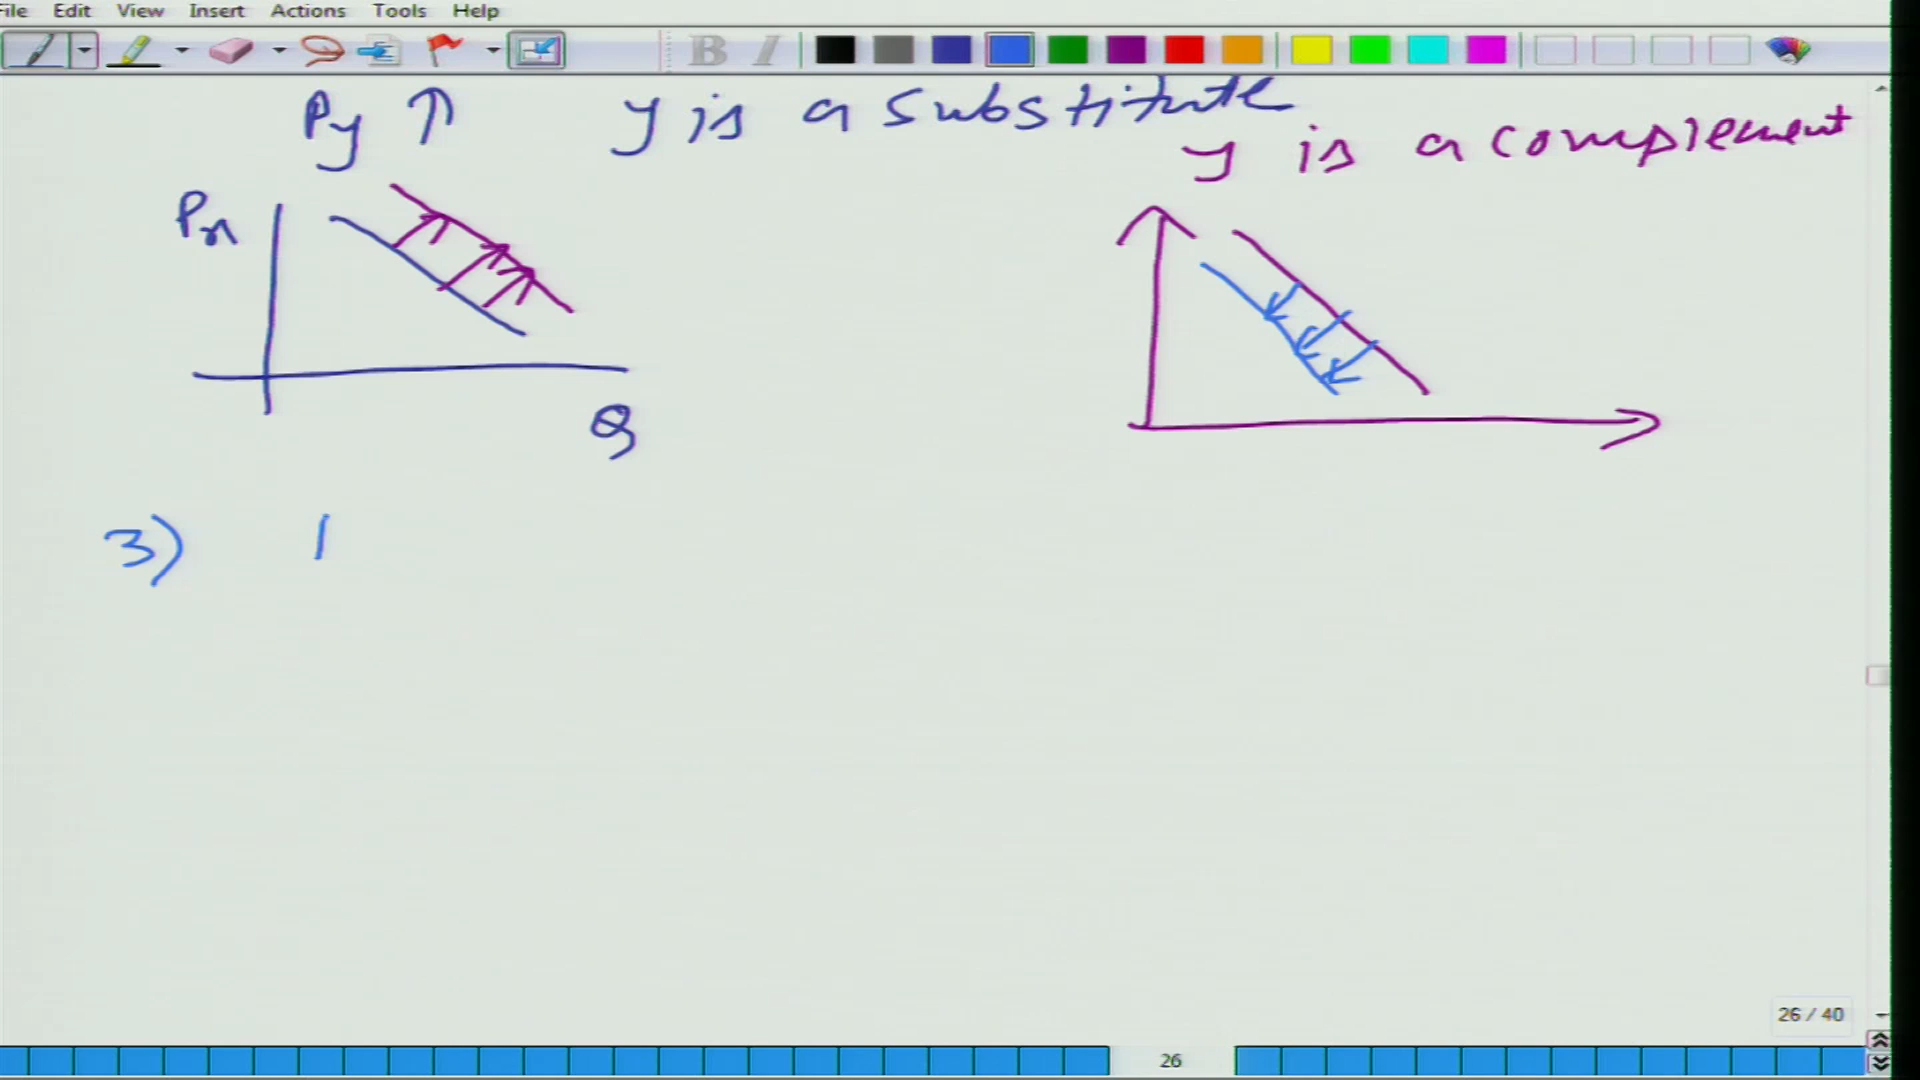 File Edit View Insert Actions Tools Help
B I
Py ↑ y is a substitute
y is a complement
Px
Q
3) I
26 / 40
26